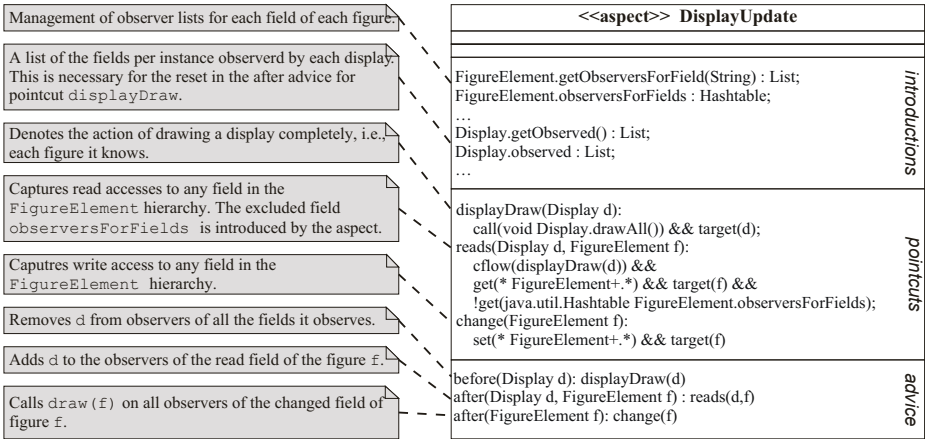 Management of observer lists for each field of each figure.
A list of the fields per instance observerd by each display.
This is necessary for the reset in the after advice for
pointcut displayDraw.
Denotes the action of drawing a display completely, i.e.,
each figure it knows.
Captures read accesses to any field in the
FigureElement hierarchy. The excluded field
observersForFields is introduced by the aspect.
Caputres write access to any field in the
FigureElement hierarchy.
Removes d from observers of all the fields it observes.
Adds d to the observers of the read field of the figure f.
Calls draw(f) on all observers of the changed field of
figure f.
<<aspect>> DisplayUpdate
FigureElement.getObserversForField(String) : List;
FigureElement.observersForFields : Hashtable;
…
Display.getObserved() : List;
Display.observed : List;
…
introductions
displayDraw(Display d):
call(void Display.drawAll()) && target(d);
reads(Display d, FigureElement f):
cflow(displayDraw(d)) &&
get(* FigureElement+.*) && target(f) &&
!get(java.util.Hashtable FigureElement.observersForFields);
change(FigureElement f):
set(* FigureElement+.*) && target(f)
pointcuts
before(Display d): displayDraw(d)
after(Display d, FigureElement f) : reads(d,f)
after(FigureElement f): change(f)
advice